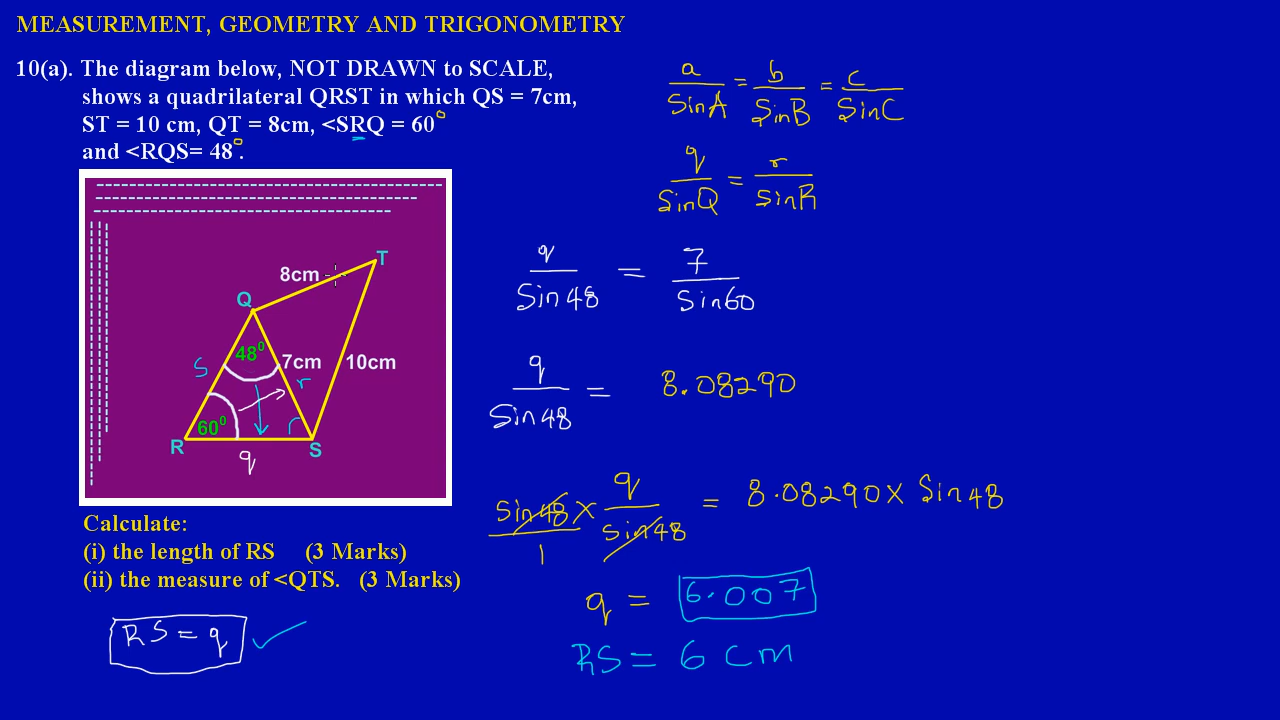 MEASUREMENT, GEOMETRY AND TRIGONOMETRY
10(a). The diagram below, NOT DRAWN to SCALE,
shows a quadrilateral QRST in which QS = 7cm,
ST = 10 cm, QT = 8cm, <SRQ = 60°
and <RQS= 48°.
T
8cm
Q
48⁰
S
7cm
r
10cm
60⁰
R
S
q
Calculate:
(i) the length of RS (3 Marks)
(ii) the measure of <QTS. (3 Marks)
RS = q
a/SinA = b/SinB = c/SinC
q/SinQ = r/SinR
q/Sin48 = 7/Sin60
q/Sin48 = 8.08290
Sin48/1 × q/Sin48 = 8.08290 × Sin48
q = 6.007
RS = 6 cm